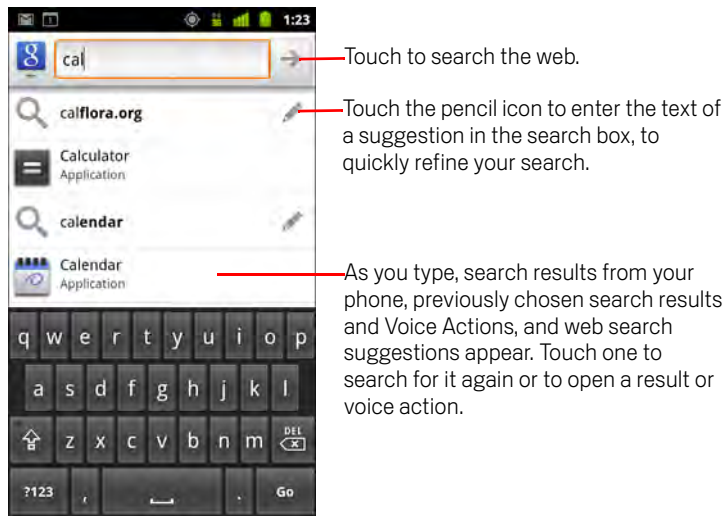 1:23
8 cal
Touch to search the web.
calflora.org
Touch the pencil icon to enter the text of
a suggestion in the search box, to
quickly refine your search.
Calculator
Application
calendar
Calendar
Application
As you type, search results from your
phone, previously chosen search results
and Voice Actions, and web search
suggestions appear. Touch one to
search for it again or to open a result or
voice action.
q w e r t y u i o p
a s d f g h j k l
z x c v b n m DEL
?123 , . Go